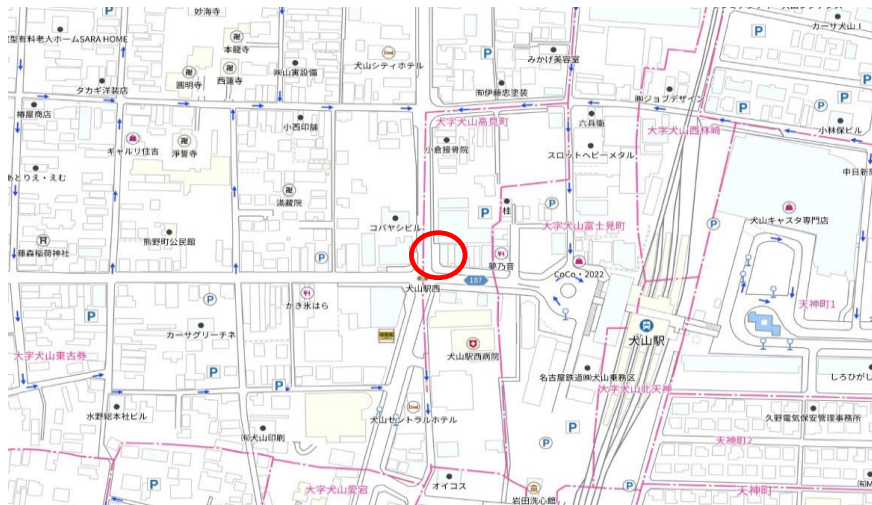 妙海寺
本龍寺
型有料老人ホームSARA HOME
犬山シティホテル
P
みかげ美容室
P
カーサ犬山Ⅰ
圓明寺
西蓮寺
㈱山寅設備
タカギ洋装店
㈲伊藤忠塗装
㈱ジョブデザイン
P
P
P
椿屋商店
小西印舗
大字犬山高見町
六兵衛
大字犬山西林崎
小林保ビル
ギャルリ住吉
浄誓寺
小倉接骨院
スロットヘビーメタル
中日新聞
あとりえ・えむ
満蔵院
桂
P
P
犬山キャスタ専門店
コバヤシビル
大字犬山富士見町
P
藤森稲荷神社
熊野町公民館
P
夢乃音
CoCo・2022
犬山駅西
187
P
かき氷はら
天神町1
P
カーサグリーチネ
犬山駅
大字犬山東古券
犬山駅西病院
P
P
名古屋鉄道㈱犬山乗務区
大字犬山北天神
しろひがし
水野総本社ビル
犬山セントラルホテル
久野電気保安管理事務所
㈲犬山印刷
P
P
天神町2
P
大字犬山愛宕
オイコス
岩田洗心館
P
天神町
㈲M